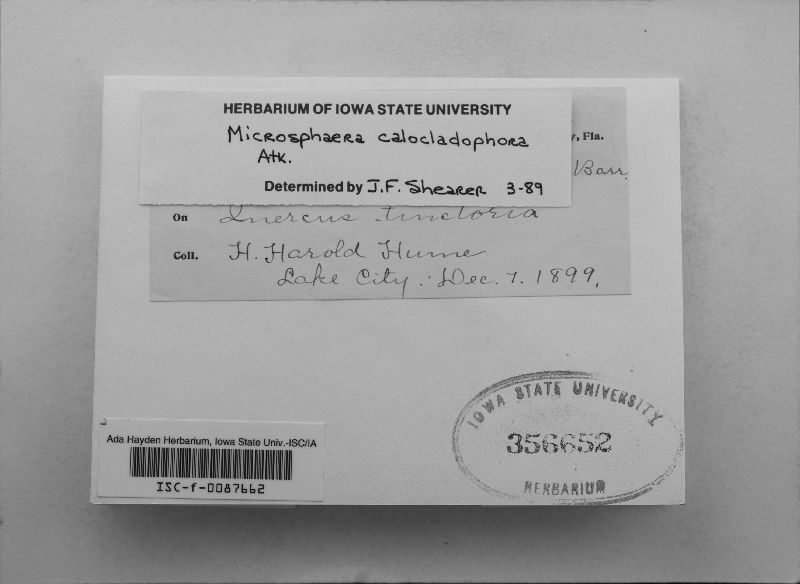 HERBARIUM OF IOWA STATE UNIVERSITY
Microsphaera calocladophora
Atk.
Determined by J.F. Shearer 3-89
, Fla.
Barr.
On Quercus tinctoria
Coll. H. Harold Hume
Lake City. Dec. 7. 1899.
Ada Hayden Herbarium, Iowa State Univ.-ISC/IA
ISC-f-0087662
IOWA STATE UNIVERSITY
356652
HERBARIUM